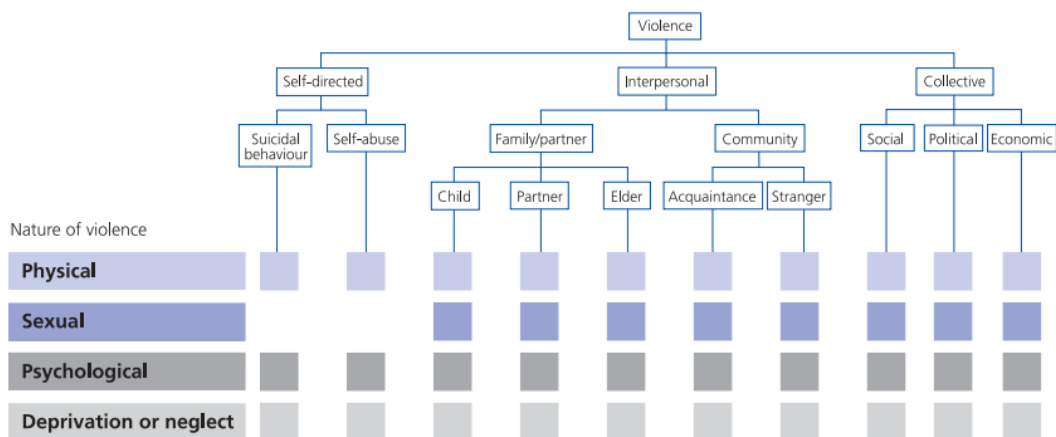 Violence
Self-directed
Interpersonal
Collective
Suicidal
behaviour
Self-abuse
Family/partner
Community
Social
Political
Economic
Child
Partner
Elder
Acquaintance
Stranger
Nature of violence
Physical
Sexual
Psychological
Deprivation or neglect